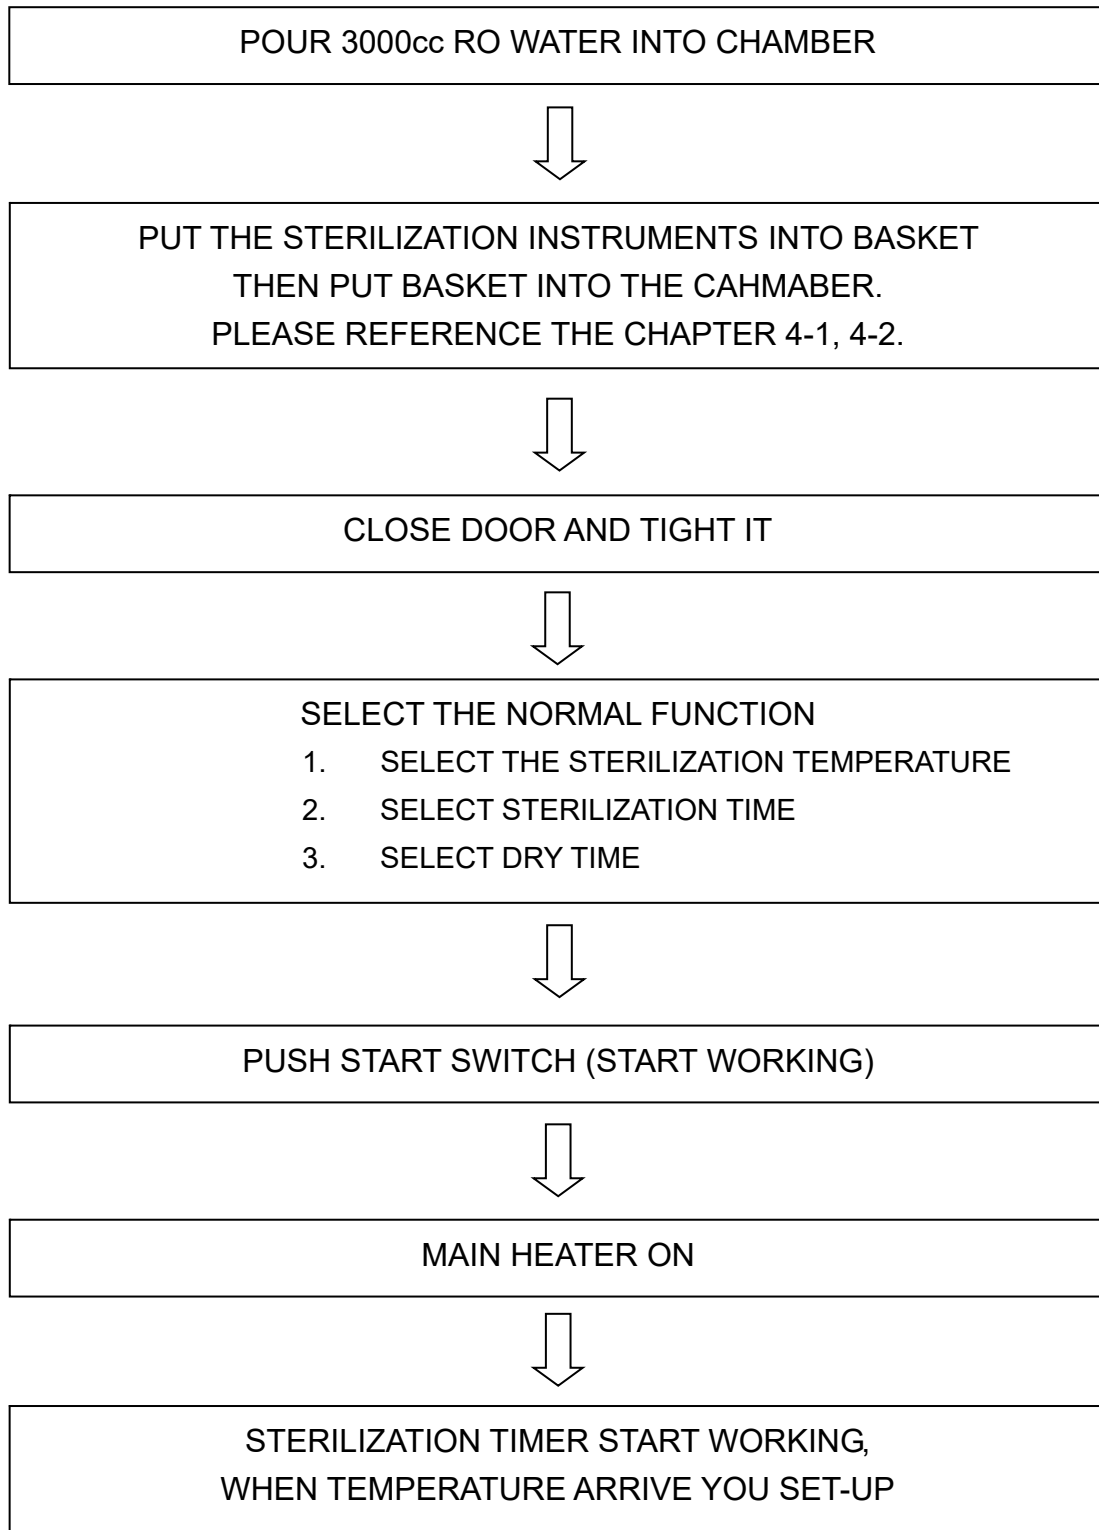 POUR 3000cc RO WATER INTO CHAMBER
PUT THE STERILIZATION INSTRUMENTS INTO BASKET
THEN PUT BASKET INTO THE CAHMABER.
PLEASE REFERENCE THE CHAPTER 4-1, 4-2.
CLOSE DOOR AND TIGHT IT
SELECT THE NORMAL FUNCTION
1. SELECT THE STERILIZATION TEMPERATURE
2. SELECT STERILIZATION TIME
3. SELECT DRY TIME
PUSH START SWITCH (START WORKING)
MAIN HEATER ON
STERILIZATION TIMER START WORKING,
WHEN TEMPERATURE ARRIVE YOU SET-UP